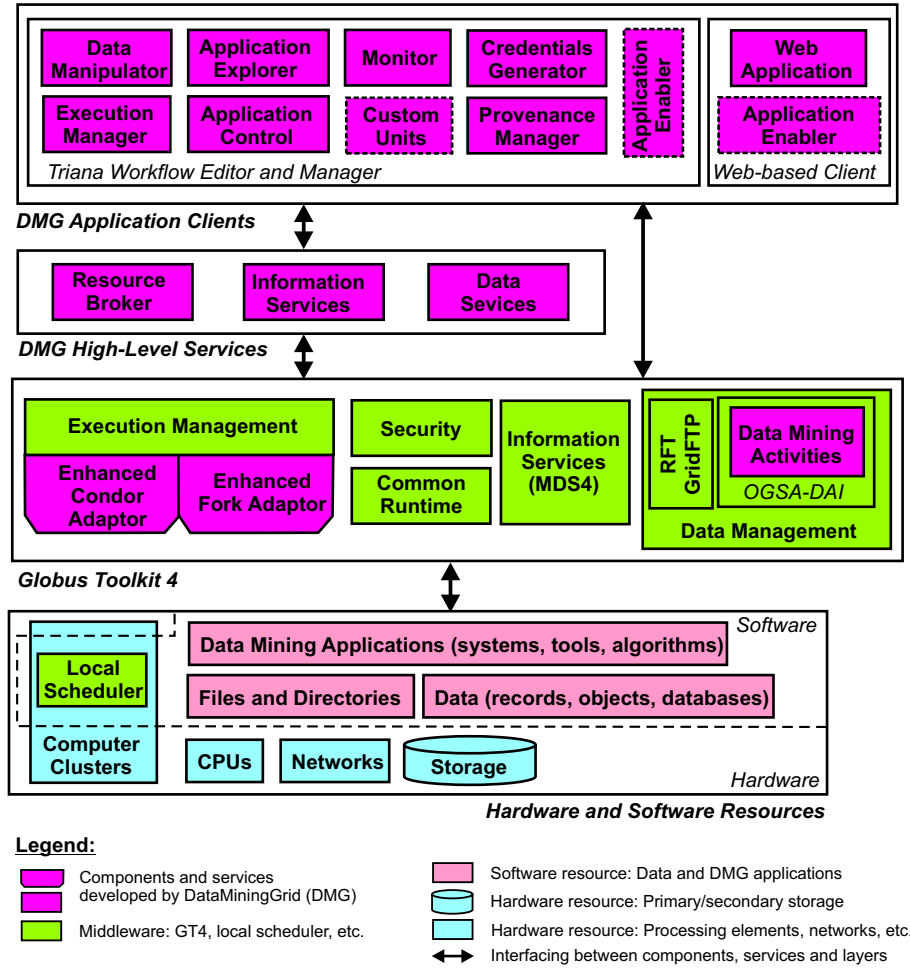 Data
Manipulator
Application
Explorer
Monitor
Credentials
Generator
Application
Enabler
Web
Application
Execution
Manager
Application
Control
Custom
Units
Provenance
Manager
Application
Enabler
Triana Workflow Editor and Manager
Web-based Client
DMG Application Clients
Resource
Broker
Information
Services
Data
Sevices
DMG High-Level Services
Execution Management
Enhanced
Condor
Adaptor
Enhanced
Fork Adaptor
Security
Common
Runtime
Information
Services
(MDS4)
RFT
GridFTP
Data Mining
Activities
OGSA-DAI
Data Management
Globus Toolkit 4
Software
Data Mining Applications (systems, tools, algorithms)
Local
Scheduler
Files and Directories
Data (records, objects, databases)
Computer
Clusters
CPUs
Networks
Storage
Hardware
Hardware and Software Resources
Legend:
Components and services
developed by DataMiningGrid (DMG)
Middleware: GT4, local scheduler, etc.
Software resource: Data and DMG applications
Hardware resource: Primary/secondary storage
Hardware resource: Processing elements, networks, etc.
Interfacing between components, services and layers